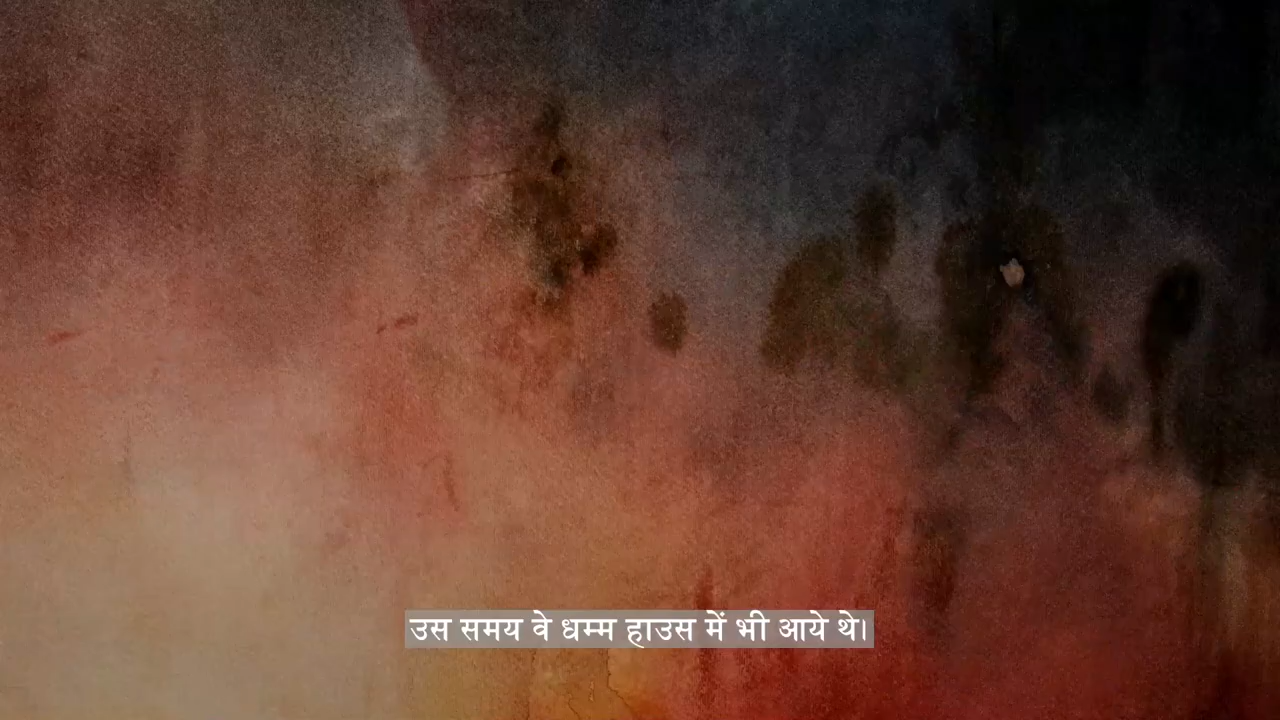 उस समय वे धम्म हाउस में भी आये थे।